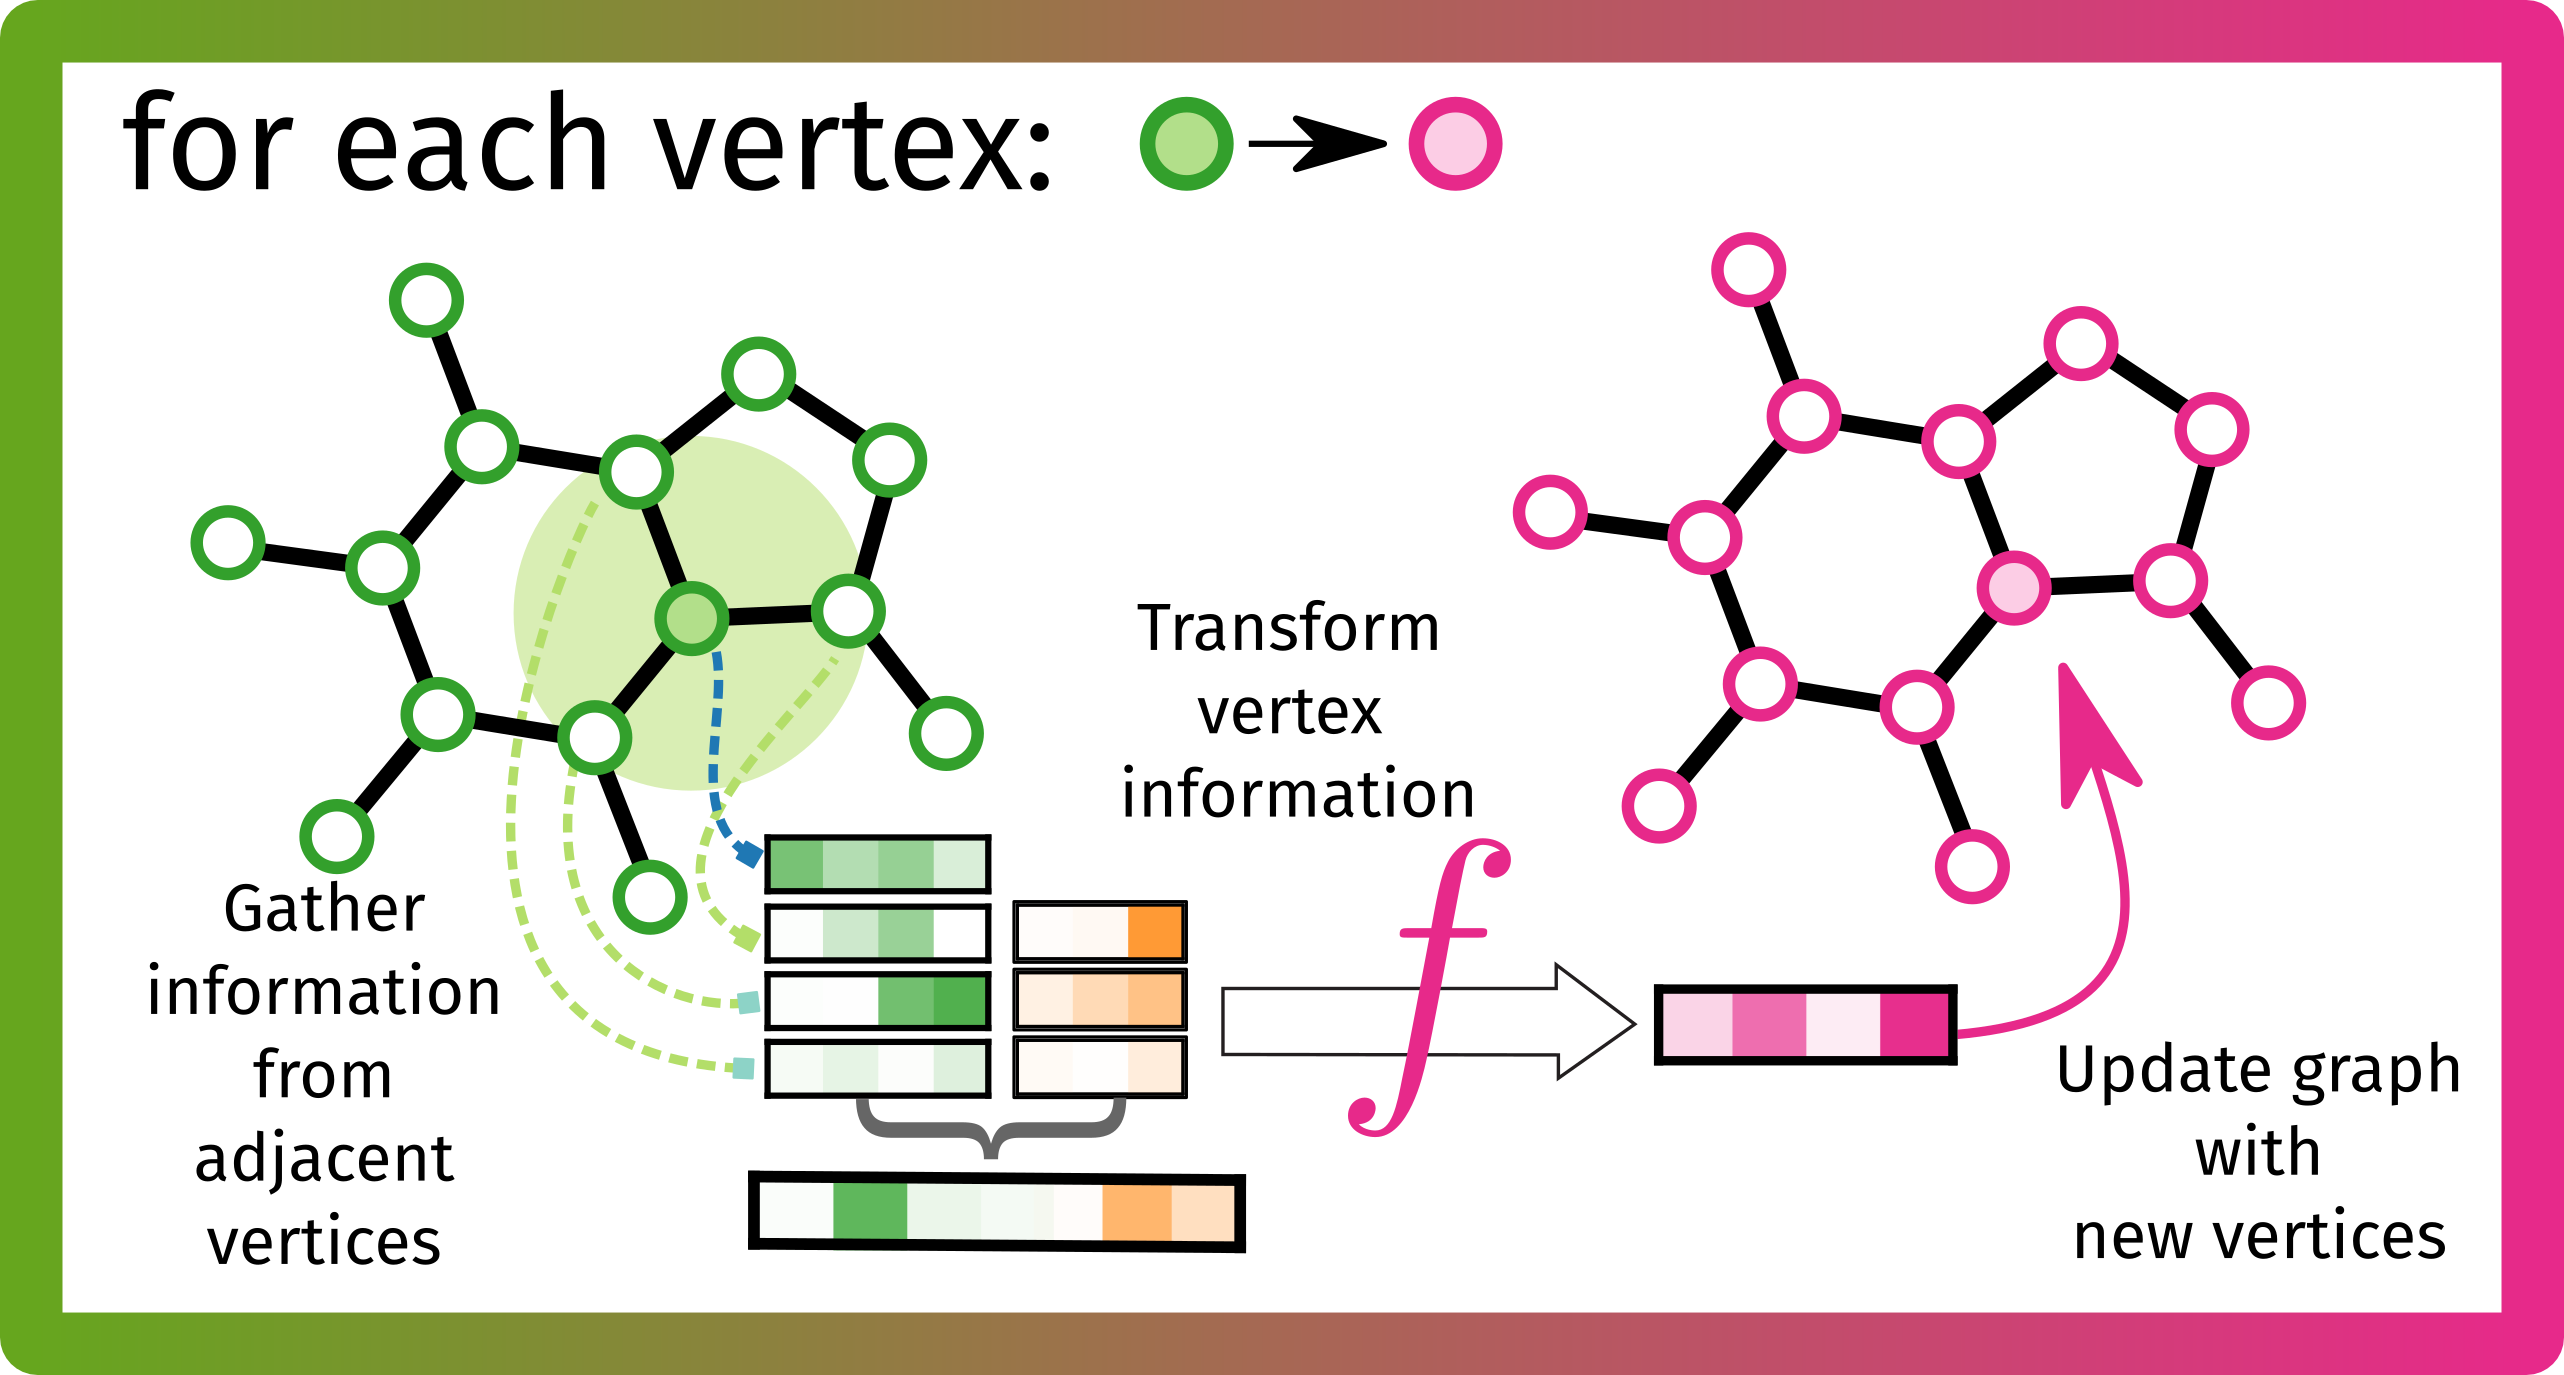 for each vertex:
Transform
vertex
information
f
Gather
information
from
adjacent
vertices
Update graph
with
new vertices